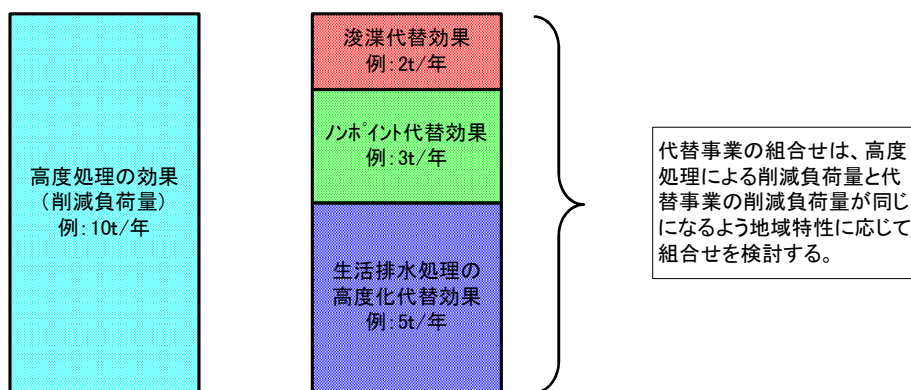 高度処理の効果
(削減負荷量)
例:10t/年
浚渫代替効果
例:2t/年
ﾉﾝﾎﾟｲﾝﾄ代替効果
例:3t/年
生活排水処理の
高度化代替効果
例:5t/年
代替事業の組合せは、高度
処理による削減負荷量と代
替事業の削減負荷量が同じ
になるよう地域特性に応じて
組合せを検討する。